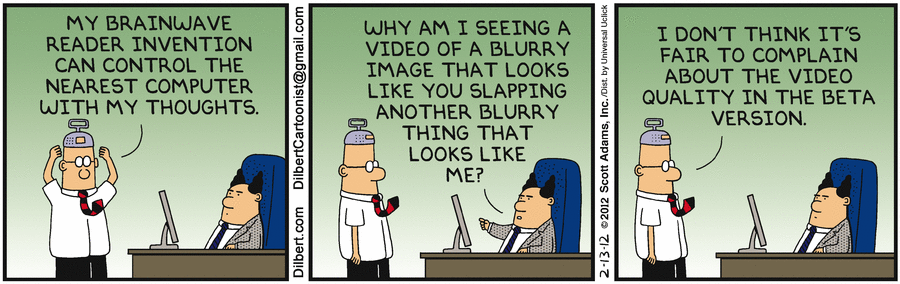 MY BRAINWAVE
READER INVENTION
CAN CONTROL THE
NEAREST COMPUTER
WITH MY THOUGHTS.
Dilbert.com DilbertCartoonist@gmail.com
WHY AM I SEEING A
VIDEO OF A BLURRY
IMAGE THAT LOOKS
LIKE YOU SLAPPING
ANOTHER BLURRY
THING THAT
LOOKS LIKE
ME?
2-13-12 ©2012 Scott Adams, Inc./Dist. by Universal Uclick
I DON'T THINK IT'S
FAIR TO COMPLAIN
ABOUT THE VIDEO
QUALITY IN THE BETA
VERSION.